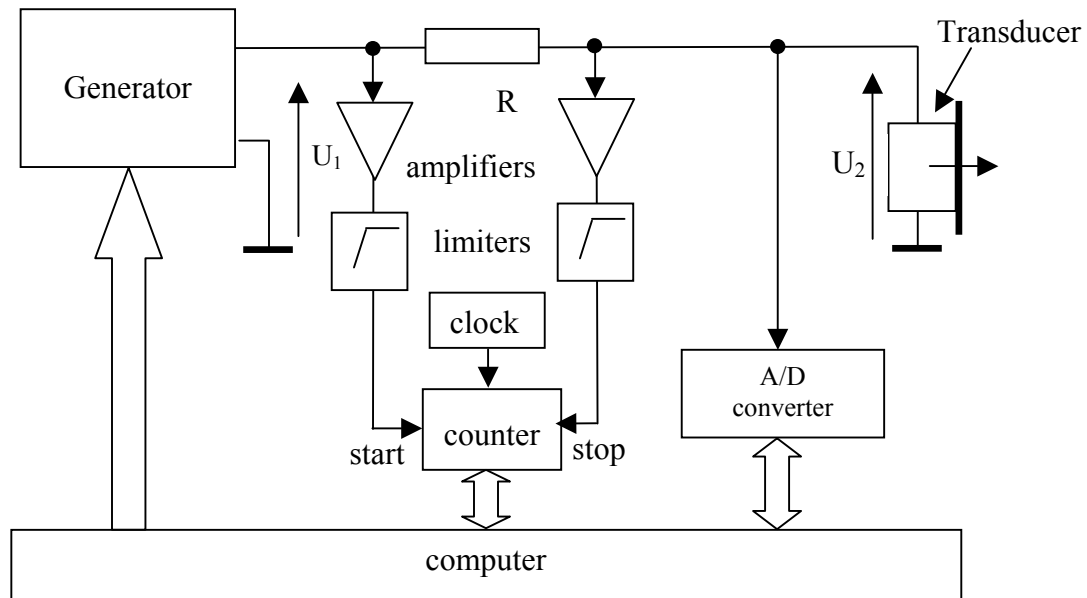 Transducer
Generator
R
U₁
amplifiers
U₂
limiters
clock
A/D
converter
counter
start
stop
computer